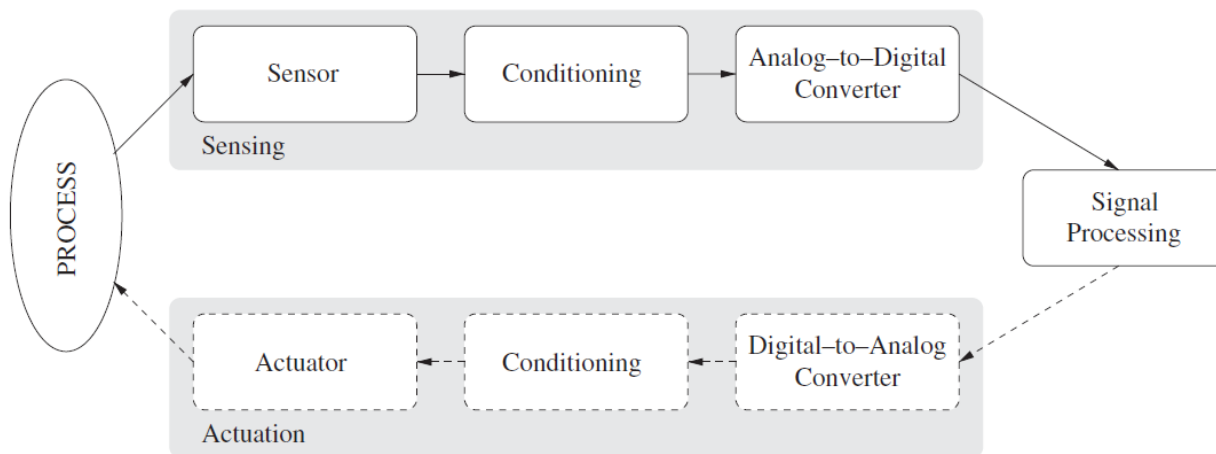 Sensor
Conditioning
Analog–to–Digital
Converter
Sensing
PROCESS
Signal
Processing
Actuator
Conditioning
Digital–to–Analog
Converter
Actuation